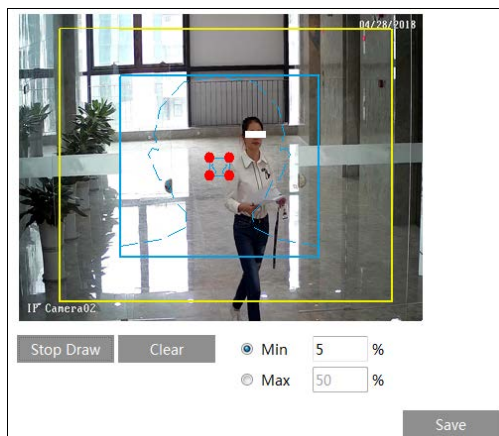 04/28/2018
IP Camera02
Stop Draw
Clear
Min 5 %
Max 50 %
Save